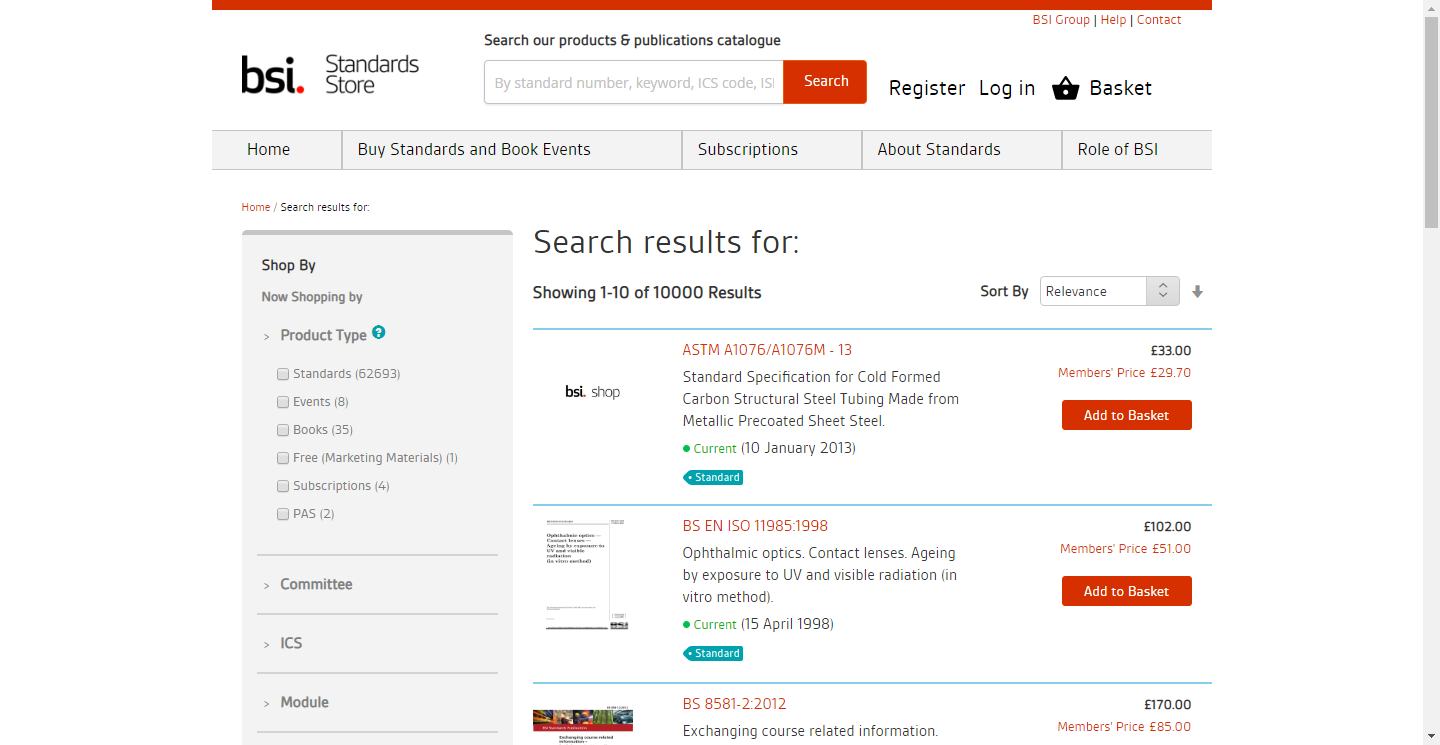 BSI Group | Help | Contact
Search our products & publications catalogue
bsi. Standards Store
By standard number, keyword, ICS code, ISI
Search
Register
Log in
Basket
Home
Buy Standards and Book Events
Subscriptions
About Standards
Role of BSI
Home / Search results for:
Shop By
Now Shopping by
> Product Type ?
Standards (62693)
Events (8)
Books (35)
Free (Marketing Materials) (1)
Subscriptions (4)
PAS (2)
> Committee
> ICS
> Module
Search results for:
Showing 1-10 of 10000 Results
Sort By
Relevance
bsi. shop
ASTM A1076/A1076M - 13
Standard Specification for Cold Formed
Carbon Structural Steel Tubing Made from
Metallic Precoated Sheet Steel.
Current (10 January 2013)
Standard
£33.00
Members' Price £29.70
Add to Basket
Ophthalmic optics —
Contact lenses —
Ageing by exposure to
UV and visible
radiation
(in vitro method)
BSI
BS EN ISO 11985:1998
Ophthalmic optics. Contact lenses. Ageing
by exposure to UV and visible radiation (in
vitro method).
Current (15 April 1998)
Standard
£102.00
Members' Price £51.00
Add to Basket
BSI Standards Publication
Exchanging course related
information –
BS 8581-2:2012
Exchanging course related information.
£170.00
Members' Price £85.00